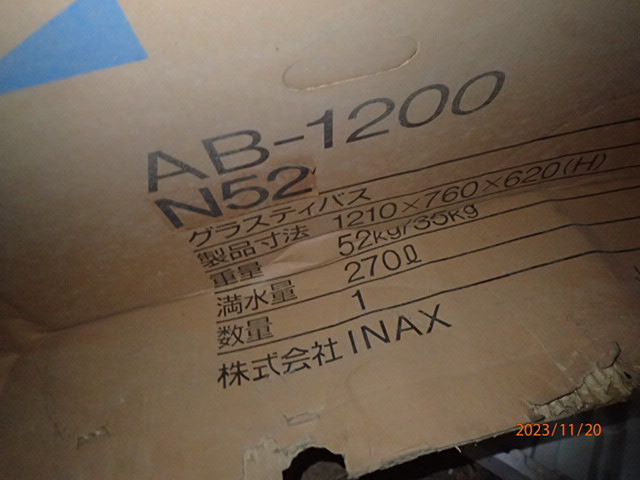 AB-1200
N52
グラスティバス
製品寸法 1210×760×620(H)
重量 52kg/35kg
満水量 270ℓ
数量 1
株式会社INAX
2023/11/20